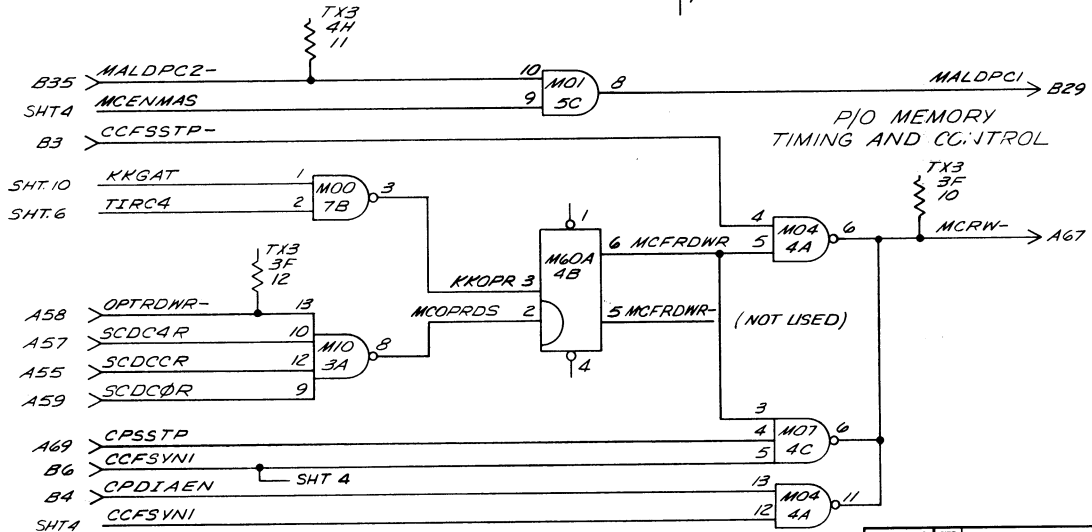 TX3
4H
11
B35 MALDPC2- 10 M01 8 MALDPC1 B29
SHT4 MCENMAS 9 5C
B3 CCFSSTP-
P/O MEMORY
TIMING AND CONTROL
TX3
3F
10
SHT.10 KKGAT 1 M00 3
SHT.6 TIRC4 2 7B
1
4 M04 6 MCRW- A67
5 4A
M60A 6 MCFRDWR
4B
TX3
3F
12
KKOPR 3
MCOPRDS 2
5 MCFRDWR- (NOT USED)
4
A58 OPTRDWR- 13
A57 SCDC4R 10 M10 8
A55 SCDCCR 12 3A
A59 SCDCØR 9
3
A69 CPSSTP 4 M07 6
B6 CCFSYN1 5 4C
SHT 4
B4 CPDIAEN 13 M04 11
SHT4 CCFSYN1 12 4A